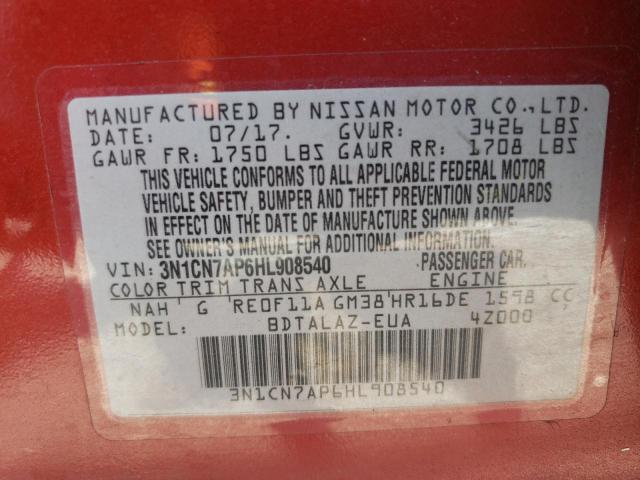 MANUFACTURED BY NISSAN MOTOR CO.,LTD.
DATE: 07/17. GVWR: 3426 LBS
GAWR FR: 1750 LBS GAWR RR: 1708 LBS
THIS VEHICLE CONFORMS TO ALL APPLICABLE FEDERAL MOTOR
VEHICLE SAFETY, BUMPER AND THEFT PREVENTION STANDARDS
IN EFFECT ON THE DATE OF MANUFACTURE SHOWN ABOVE.
SEE OWNER'S MANUAL FOR ADDITIONAL INFORMATION.
VIN: 3N1CN7AP6HL908540 PASSENGER CAR.
COLOR TRIM TRANS AXLE ENGINE
NAH' G 'RE0F11A GM38'HR16DE 1598 CC
MODEL: BDTALAZ-EUA 4Z000
3N1CN7AP6HL908540